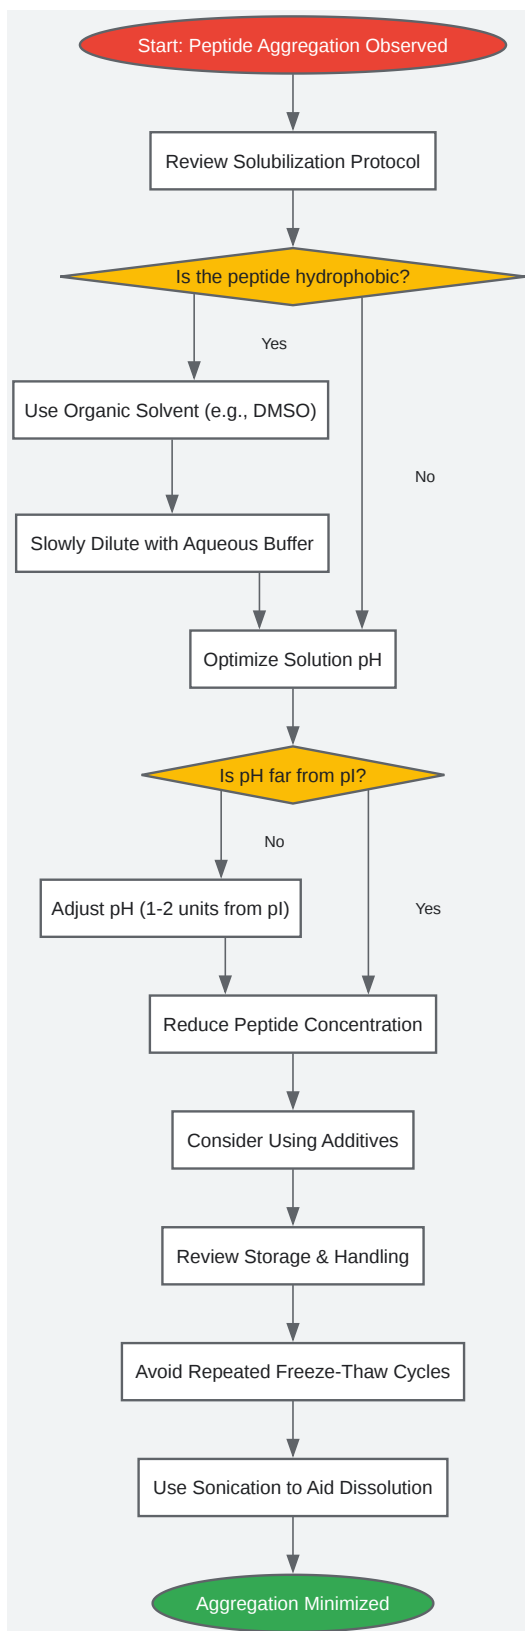 Start: Peptide Aggregation Observed
Review Solubilization Protocol
Is the peptide hydrophobic?
Yes
Use Organic Solvent (e.g., DMSO)
No
Slowly Dilute with Aqueous Buffer
Optimize Solution pH
Is pH far from pI?
No
Adjust pH (1-2 units from pI)
Yes
Reduce Peptide Concentration
Consider Using Additives
Review Storage & Handling
Avoid Repeated Freeze-Thaw Cycles
Use Sonication to Aid Dissolution
Aggregation Minimized